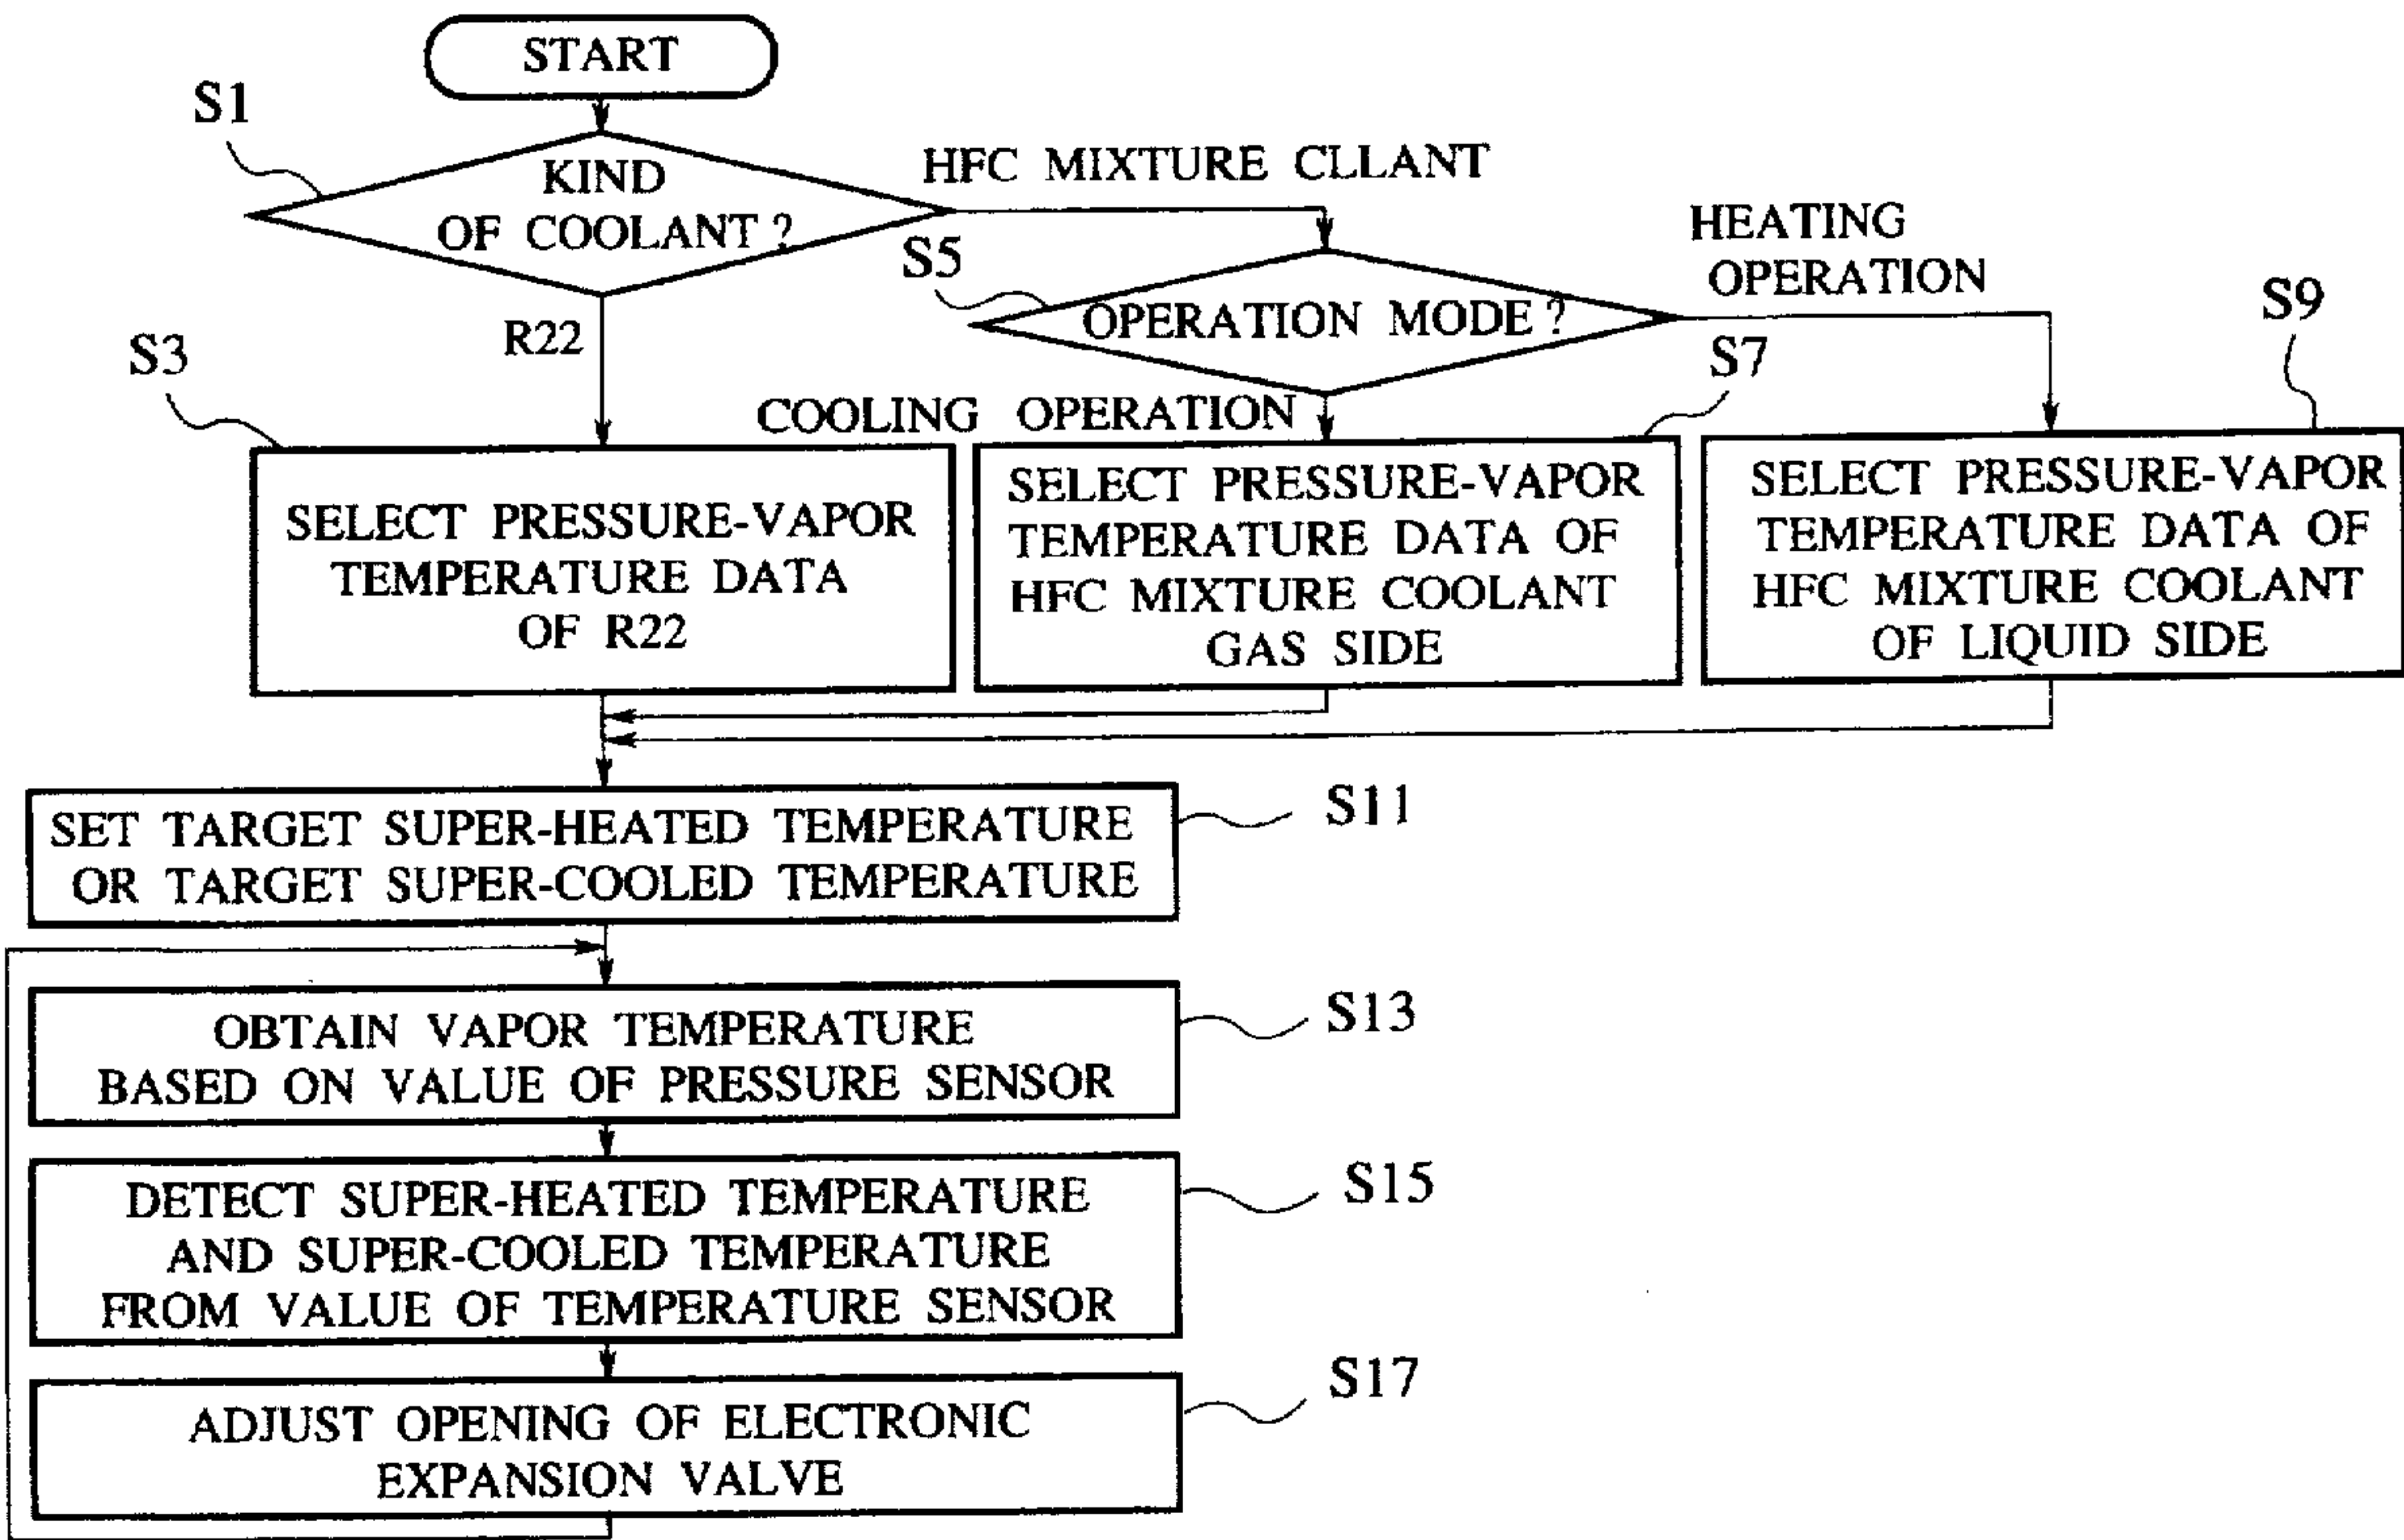 START
S1
KIND
OF COOLANT?
HFC MIXTURE CLLANT
S5
OPERATION MODE?
HEATING
OPERATION
S9
R22
S3
COOLING OPERATION
S7
SELECT PRESSURE-VAPOR
TEMPERATURE DATA
OF R22
SELECT PRESSURE-VAPOR
TEMPERATURE DATA OF
HFC MIXTURE COOLANT
GAS SIDE
SELECT PRESSURE-VAPOR
TEMPERATURE DATA OF
HFC MIXTURE COOLANT
OF LIQUID SIDE
SET TARGET SUPER-HEATED TEMPERATURE
OR TARGET SUPER-COOLED TEMPERATURE
S11
OBTAIN VAPOR TEMPERATURE
BASED ON VALUE OF PRESSURE SENSOR
S13
DETECT SUPER-HEATED TEMPERATURE
AND SUPER-COOLED TEMPERATURE
FROM VALUE OF TEMPERATURE SENSOR
S15
ADJUST OPENING OF ELECTRONIC
EXPANSION VALVE
S17